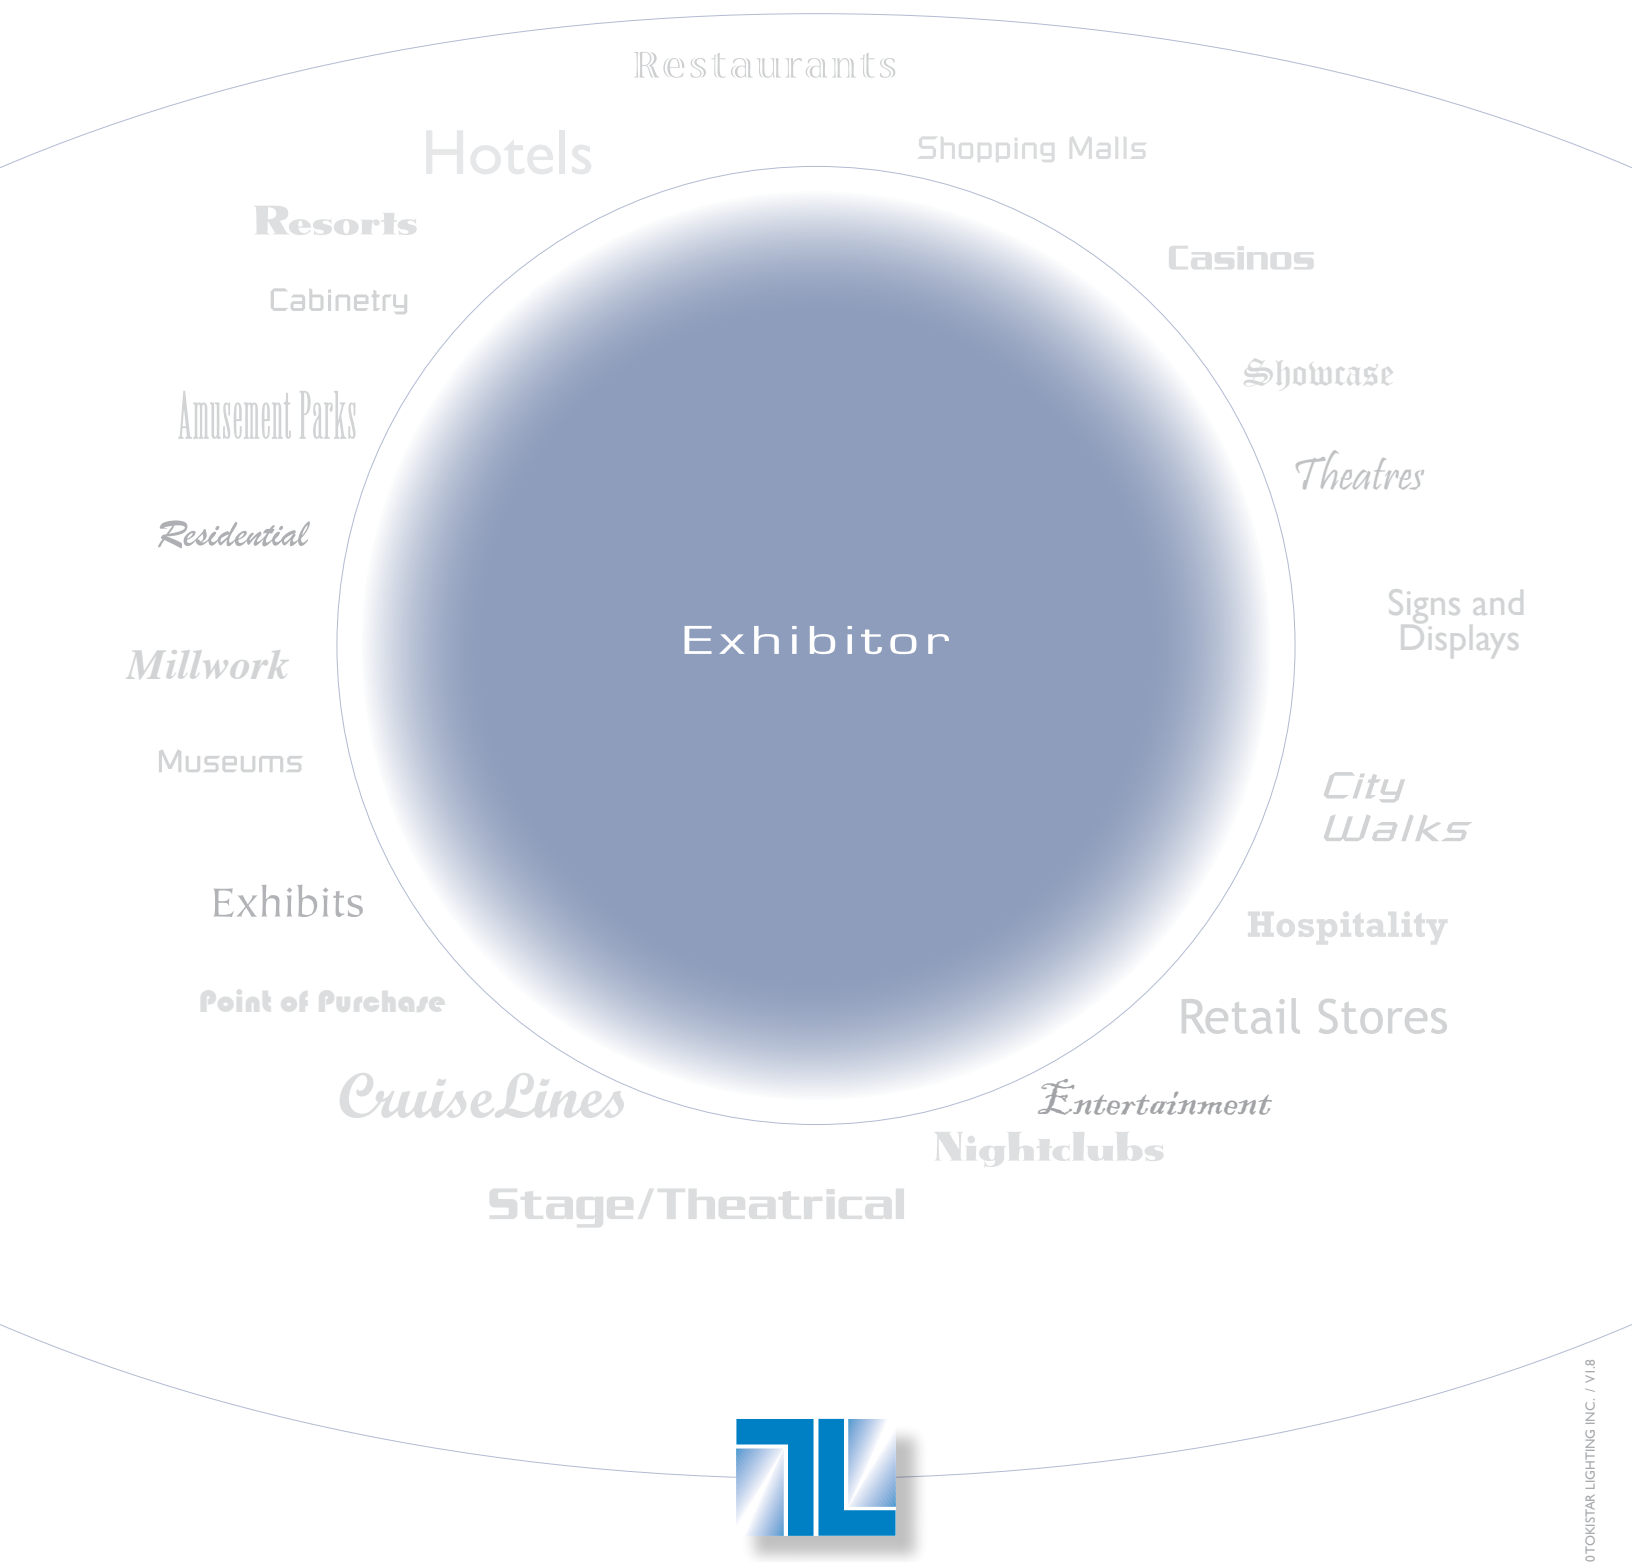 Restaurants
Hotels
Shopping Malls
Resorts
Casinos
Cabinetry
Showcase
Amusement Parks
Theatres
Residential
Signs and
Displays
Exhibitor
Millwork
Museums
City
Walks
Exhibits
Hospitality
Point of Purchase
Retail Stores
CruiseLines
Entertainment
Nightclubs
Stage/Theatrical
0TOKISTAR LIGHTING INC. / V1.8